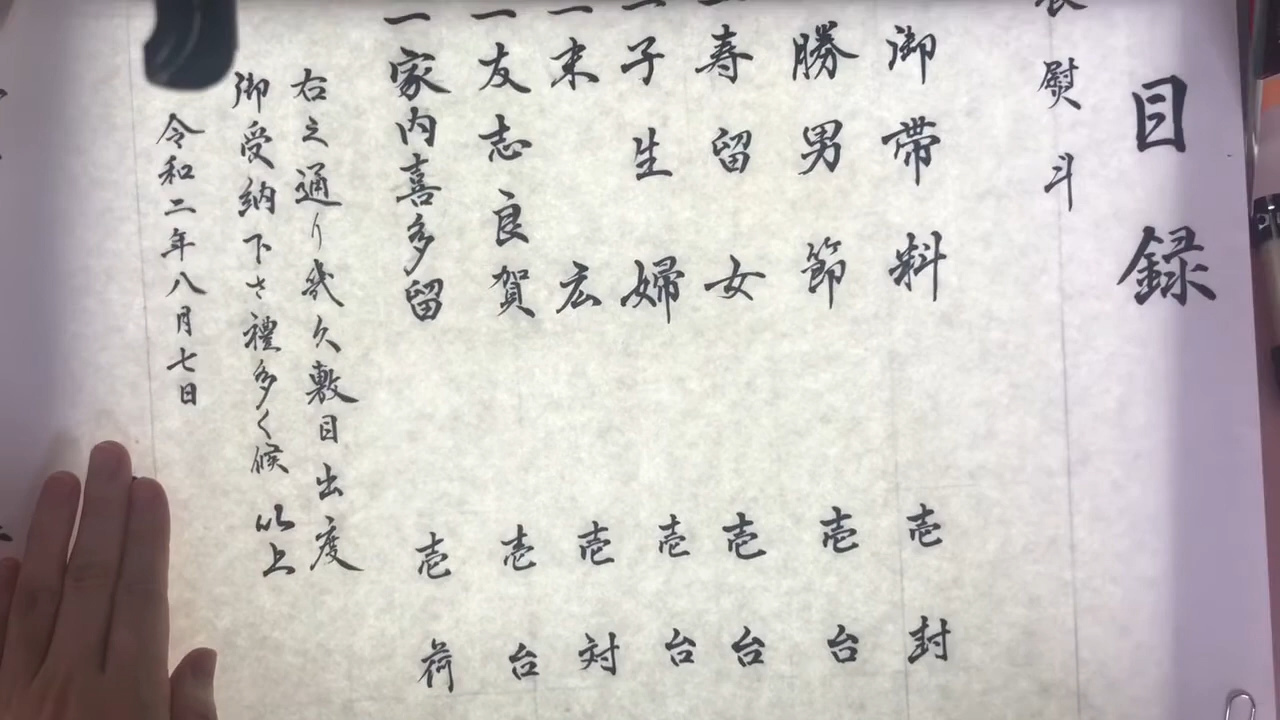 目録
熨斗
御帯料 壱封
勝男節 壱台
寿留女 壱台
子生婦 壱台
一末広 壱対
一友志良賀 壱台
一家内喜多留 壱荷
右之通り幾久敷目出度
御受納下さ禮多く候 以上
令和二年八月七日